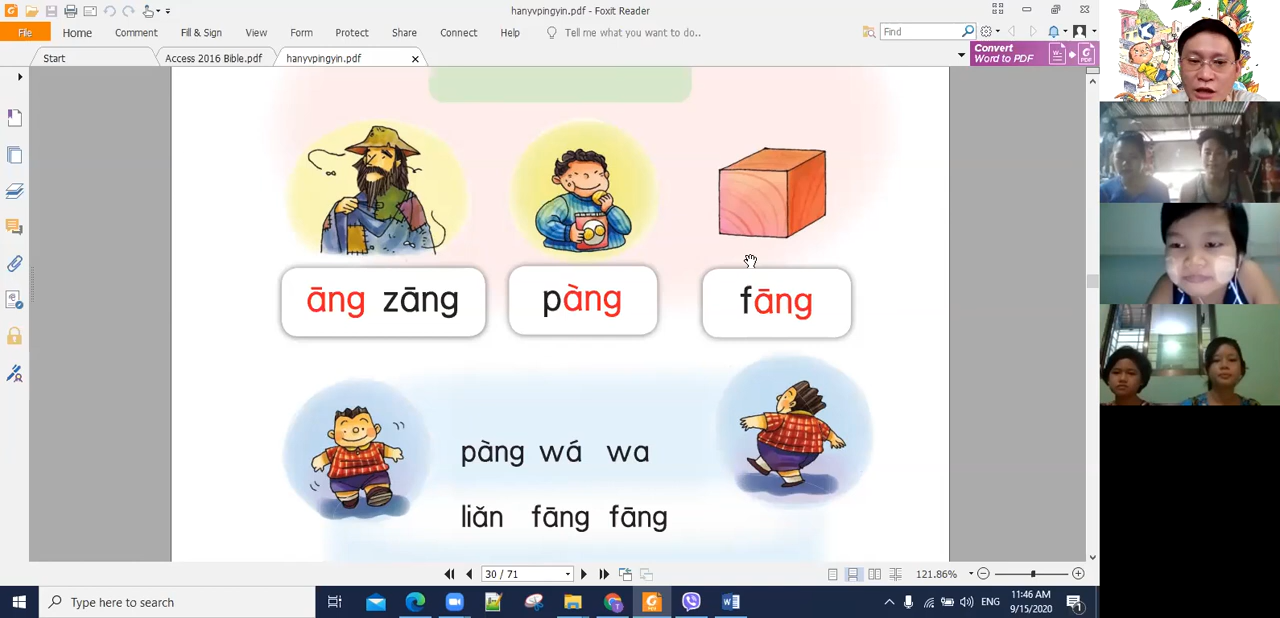 hanyvpingyin.pdf - Foxit Reader
File Home Comment Fill & Sign View Form Protect Share Connect Help Tell me what you want to do.. Find
Start Access 2016 Bible.pdf hanyvpingyin.pdf
Convert
Word to PDF
āng zāng pàng fāng
pàng wá wa
liǎn fāng fāng
30 / 71 121.86%
Type here to search
ENG
11:46 AM
9/15/2020
1